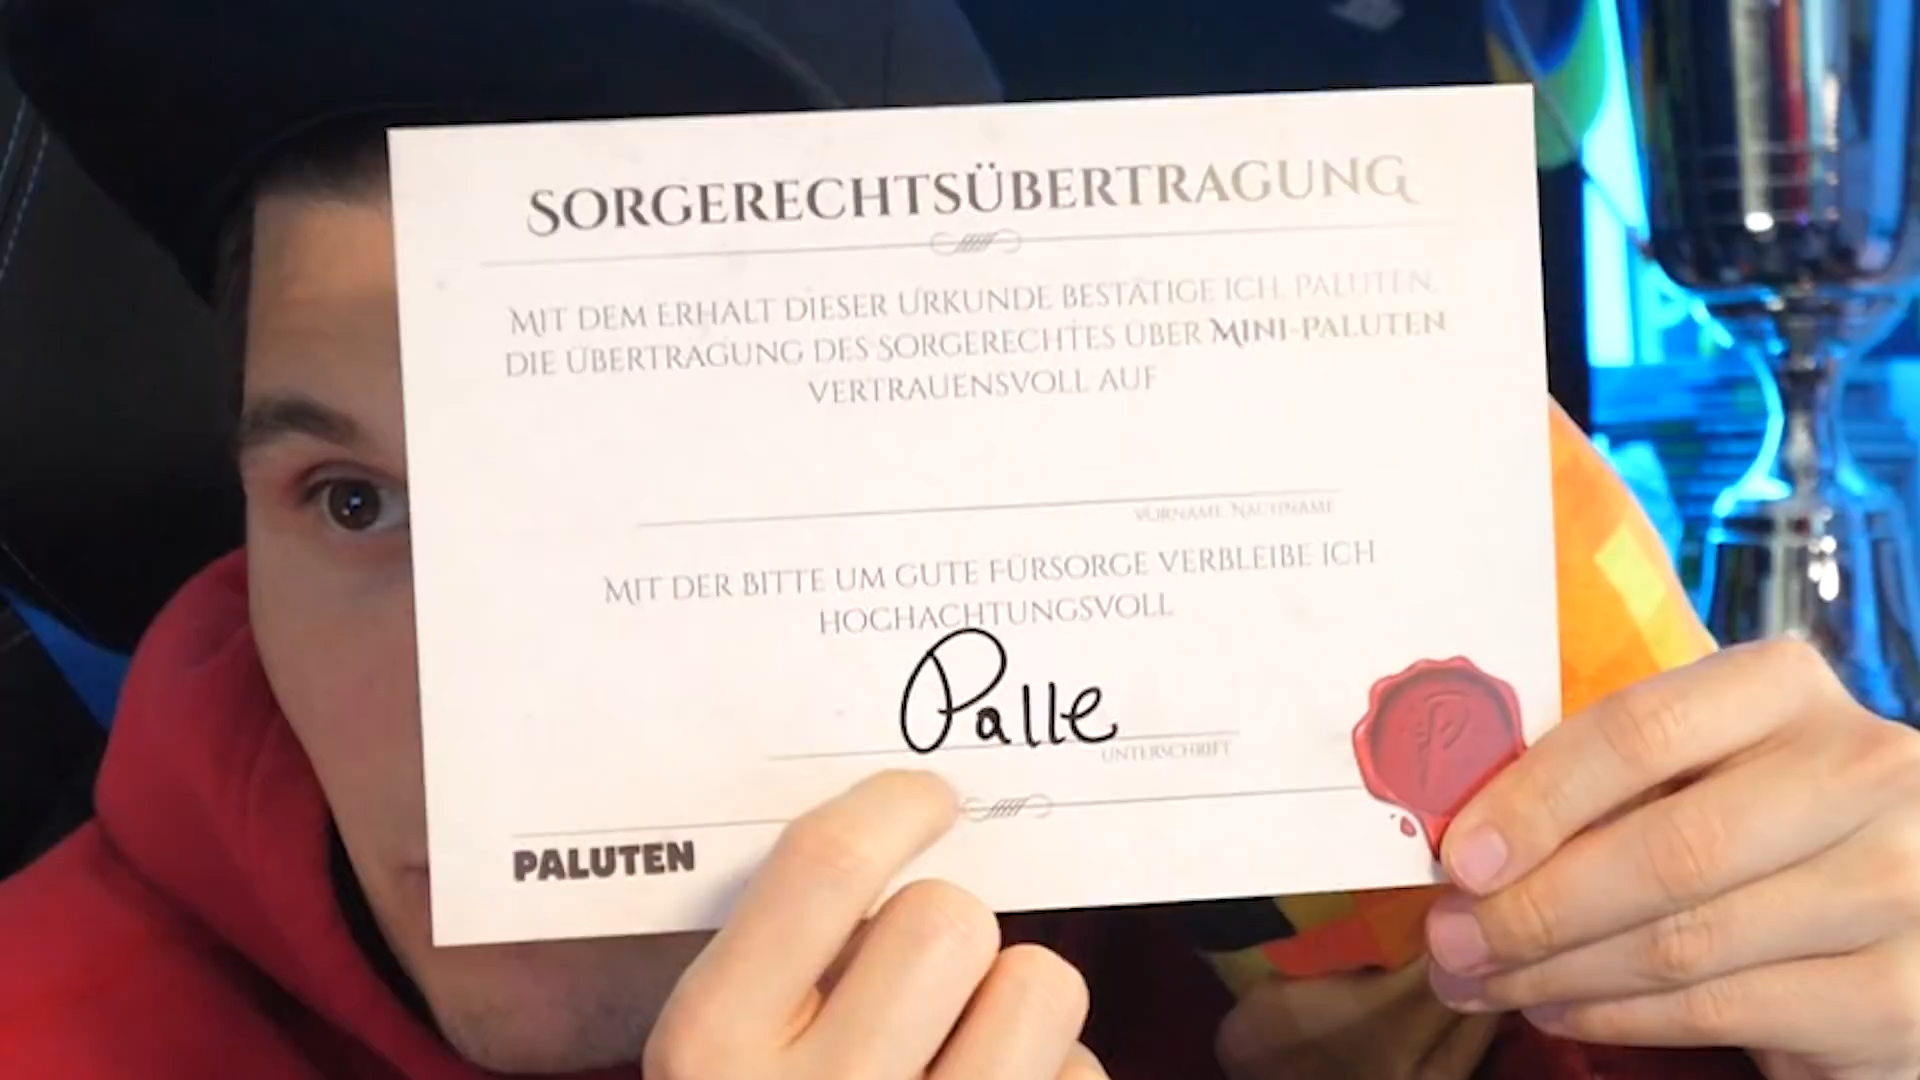 SORGERECHTSÜBERTRAGUNG
MIT DEM ERHALT DIESER URKUNDE BESTÄTIGE ICH, PALUTEN,
DIE ÜBERTRAGUNG DES SORGERECHTES ÜBER MINI-PALUTEN
VERTRAUENSVOLL AUF
VORNAME NACHNAME
MIT DER BITTE UM GUTE FÜRSORGE VERBLEIBE ICH
HOCHACHTUNGSVOLL
Palle
UNTERSCHRIFT
P
PALUTEN